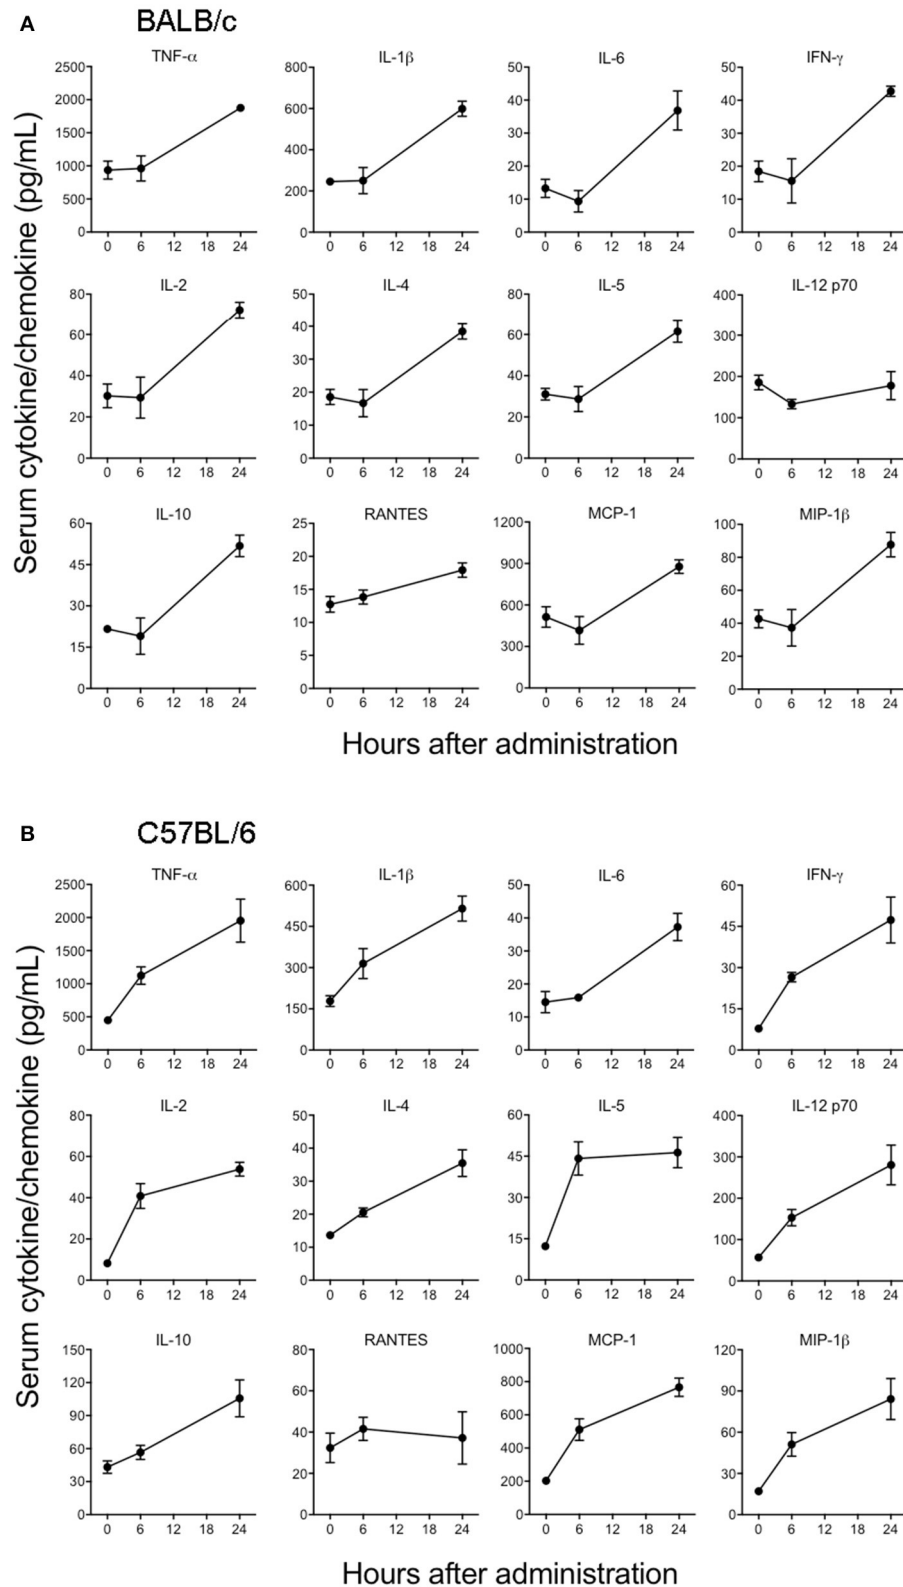 A BALB/c
TNF-α IL-1β IL-6 IFN-γ
2500 2000 1500 1000 500 0
800 600 400 200 0
50 40 30 20 10 0
50 40 30 20 10 0
0 6 12 18 24 0 6 12 18 24 0 6 12 18 24 0 6 12 18 24
IL-2 IL-4 IL-5 IL-12 p70
80 60 40 20 0
50 40 30 20 10 0
80 60 40 20 0
400 300 200 100 0
0 6 12 18 24 0 6 12 18 24 0 6 12 18 24 0 6 12 18 24
IL-10 RANTES MCP-1 MIP-1β
60 45 30 15 0
25 20 15 10 5 0
1200 900 600 300 0
100 80 60 40 20 0
0 6 12 18 24 0 6 12 18 24 0 6 12 18 24 0 6 12 18 24
Serum cytokine/chemokine (pg/mL)
Hours after administration
B C57BL/6
TNF-α IL-1β IL-6 IFN-γ
2500 2000 1500 1000 500 0
600 450 300 150 0
50 40 30 20 10 0
60 45 30 15 0
0 6 12 18 24 0 6 12 18 24 0 6 12 18 24 0 6 12 18 24
IL-2 IL-4 IL-5 IL-12 p70
80 60 40 20 0
50 40 30 20 10 0
60 45 30 15 0
400 300 200 100 0
0 6 12 18 24 0 6 12 18 24 0 6 12 18 24 0 6 12 18 24
IL-10 RANTES MCP-1 MIP-1β
150 120 90 60 30 0
80 60 40 20 0
1000 800 600 400 200 0
120 90 60 30 0
0 6 12 18 24 0 6 12 18 24 0 6 12 18 24 0 6 12 18 24
Serum cytokine/chemokine (pg/mL)
Hours after administration